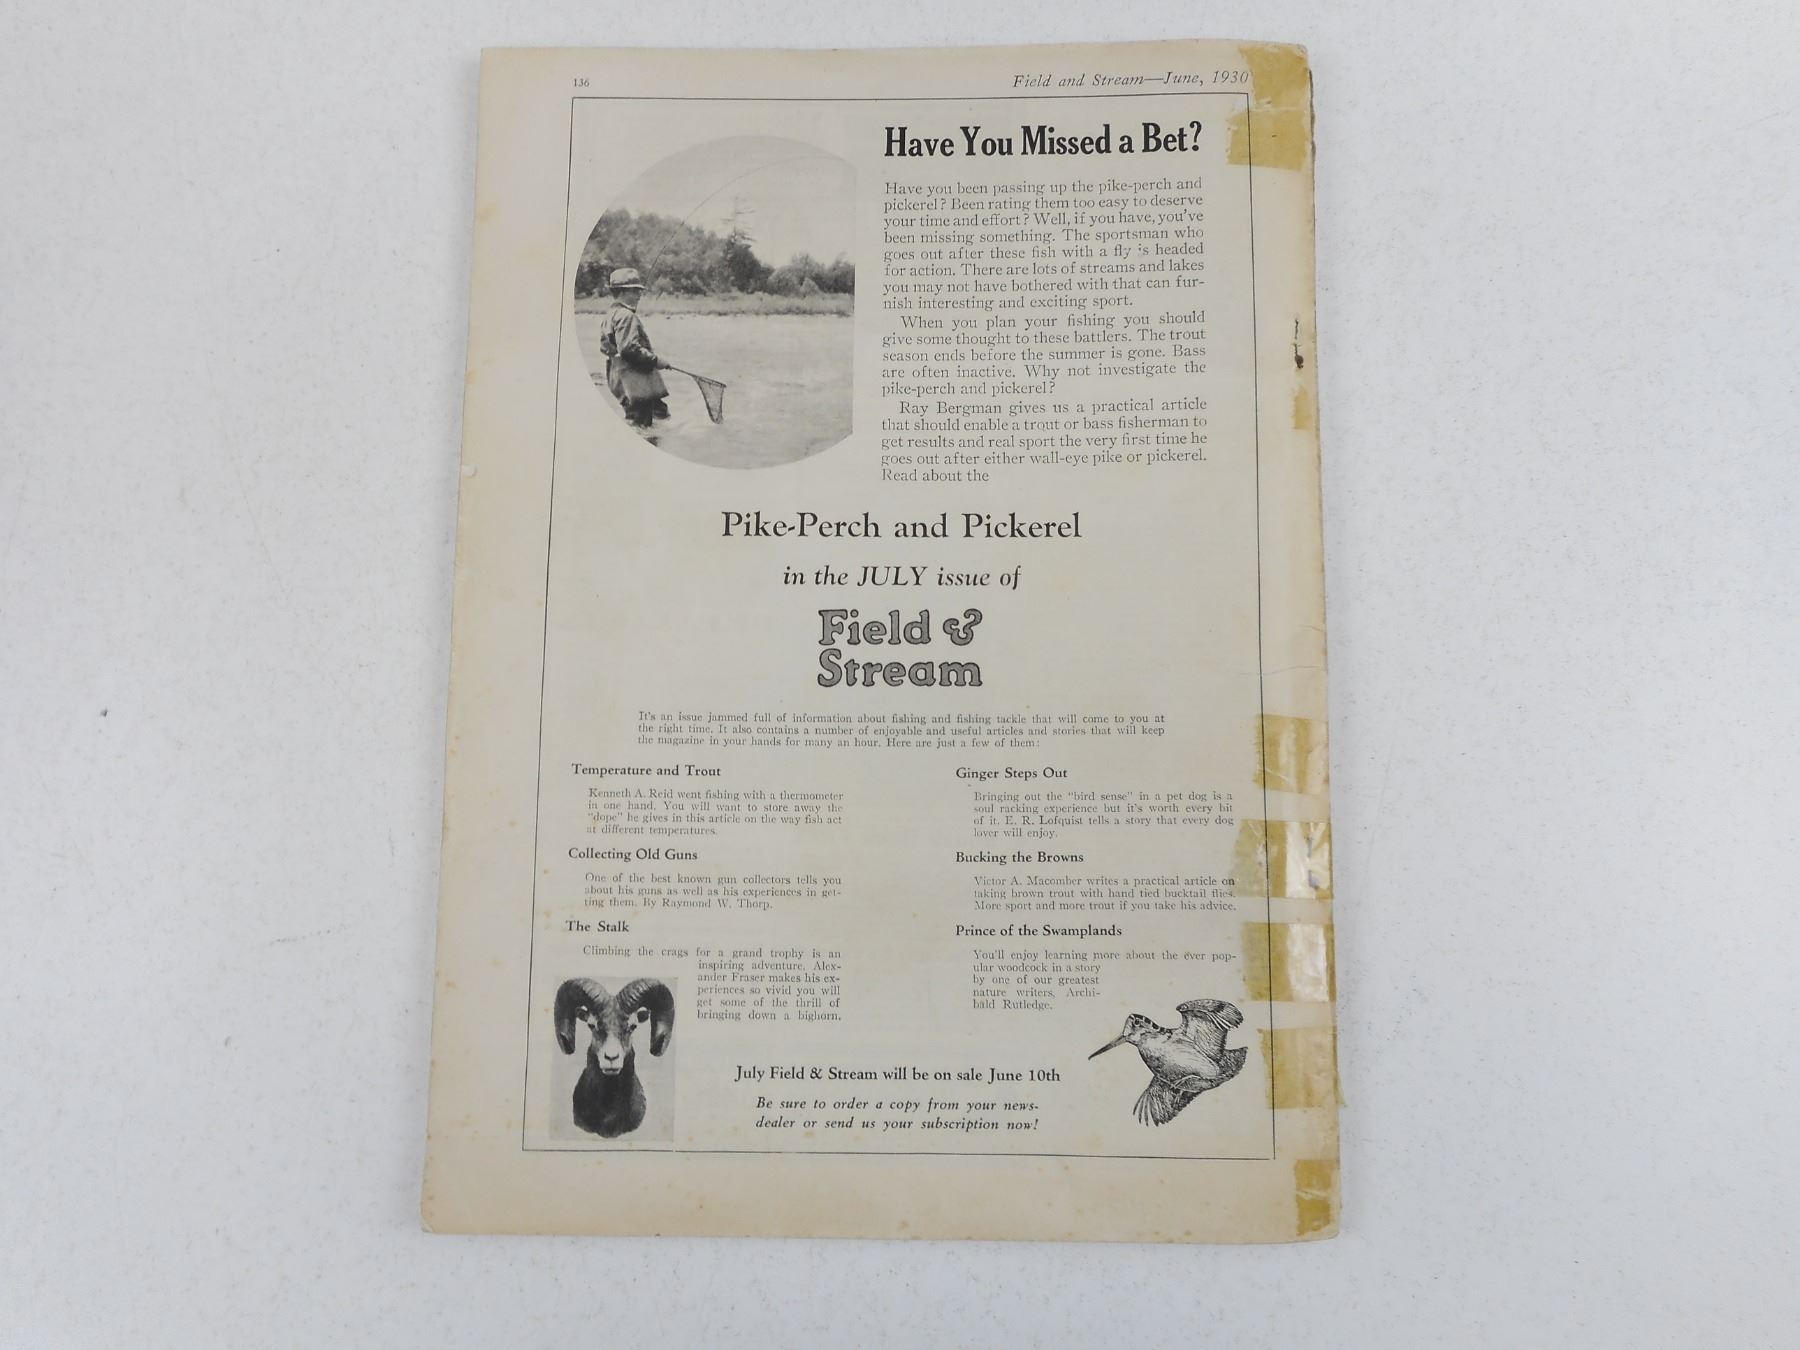 136
Field and Stream—June, 1930
Have You Missed a Bet?
Have you been passing up the pike-perch and
pickerel? Been rating them too easy to deserve
your time and effort? Well, if you have, you've
been missing something. The sportsman who
goes out after these fish with a fly is headed
for action. There are lots of streams and lakes
you may not have bothered with that can fur-
nish interesting and exciting sport.
When you plan your fishing you should
give some thought to these battlers. The trout
season ends before the summer is gone. Bass
are often inactive. Why not investigate the
pike-perch and pickerel?
Ray Bergman gives us a practical article
that should enable a trout or bass fisherman to
get results and real sport the very first time he
goes out after either wall-eye pike or pickerel.
Read about the
Pike-Perch and Pickerel
in the JULY issue of
Field &
Stream
It's an issue jammed full of information about fishing and fishing tackle that will come to you at
the right time. It also contains a number of enjoyable and useful articles and stories that will keep
the magazine in your hands for many an hour. Here are just a few of them:
Temperature and Trout
Kenneth A. Reid went fishing with a thermometer
in one hand. You will want to store away the
"dope" he gives in this article on the way fish act
at different temperatures.
Collecting Old Guns
One of the best known gun collectors tells you
about his guns as well as his experiences in get-
ting them. By Raymond W. Thorp.
The Stalk
Climbing the crags for a grand trophy is an
inspiring adventure. Alex-
ander Fraser makes his ex-
periences so vivid you will
get some of the thrill of
bringing down a bighorn.
Ginger Steps Out
Bringing out the "bird sense" in a pet dog is a
soul racking experience but it's worth every bit
of it. E. R. Lofquist tells a story that every dog
lover will enjoy.
Bucking the Browns
Victor A. Macomber writes a practical article on
taking brown trout with hand tied bucktail flies.
More sport and more trout if you take his advice.
Prince of the Swamplands
You'll enjoy learning more about the ever pop-
ular woodcock in a story
by one of our greatest
nature writers, Archi-
bald Rutledge.
July Field & Stream will be on sale June 10th
Be sure to order a copy from your news-
dealer or send us your subscription now!